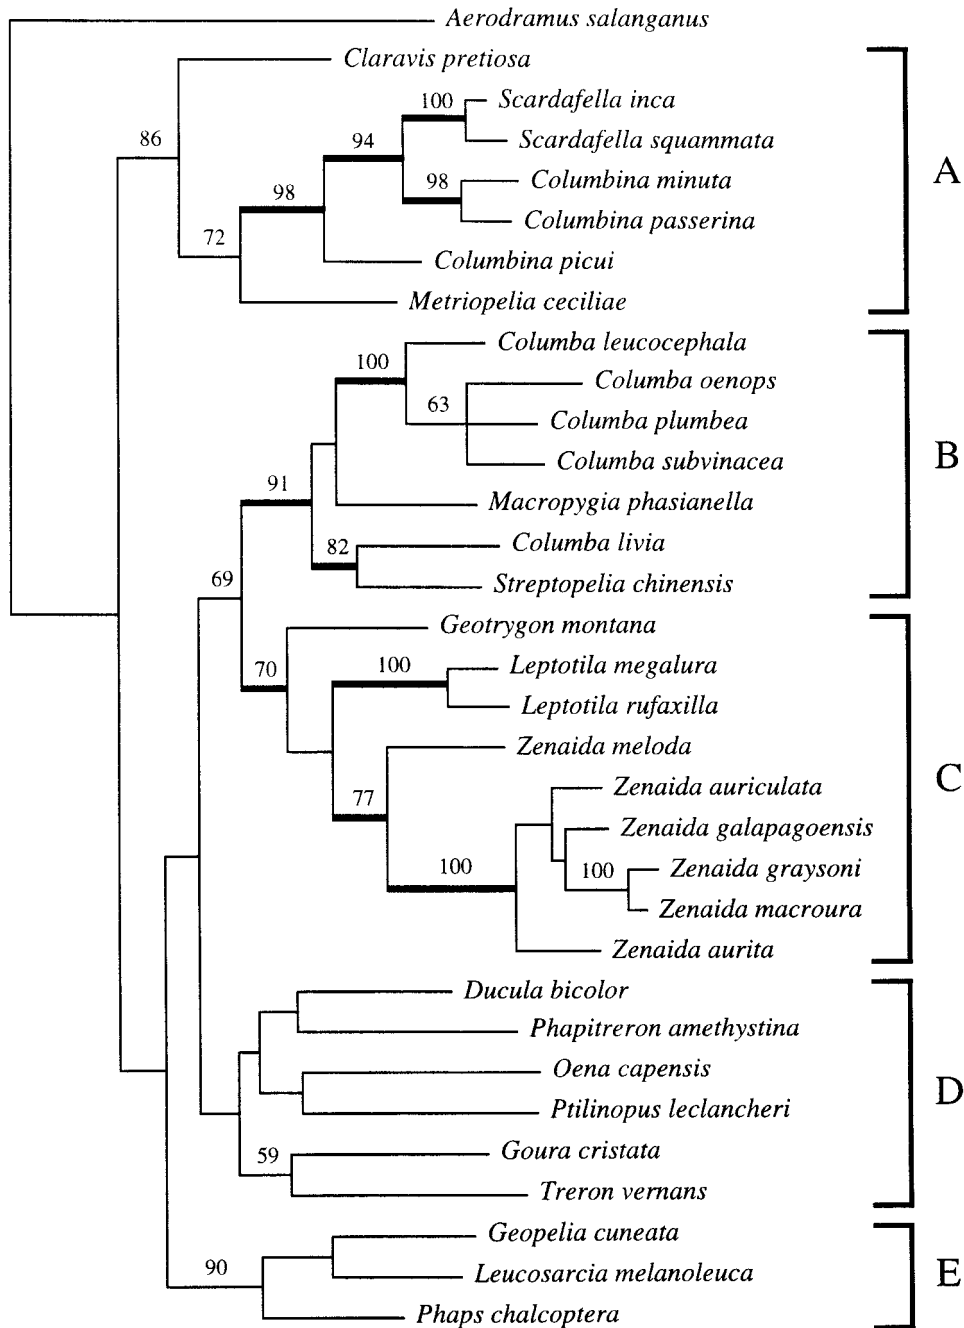 Aerodramus salanganus
Claravis pretiosa
100 Scardafella inca
Scardafella squammata
86
94
A
98 Columbina minuta
98
Columbina passerina
72
Columbina picui
Metriopelia ceciliae
Columba leucocephala
100
Columba oenops
63
Columba plumbea
B
Columba subvinacea
91
Macropygia phasianella
82 Columba livia
69
Streptopelia chinensis
Geotrygon montana
70 100 Leptotila megalura
Leptotila rufaxilla
Zenaida meloda
C
77 Zenaida auriculata
Zenaida galapagoensis
100 100 Zenaida graysoni
Zenaida macroura
Zenaida aurita
Ducula bicolor
Phapitreron amethystina
Oena capensis
D
Ptilinopus leclancheri
59 Goura cristata
Treron vernans
Geopelia cuneata
90 Leucosarcia melanoleuca
E
Phaps chalcoptera